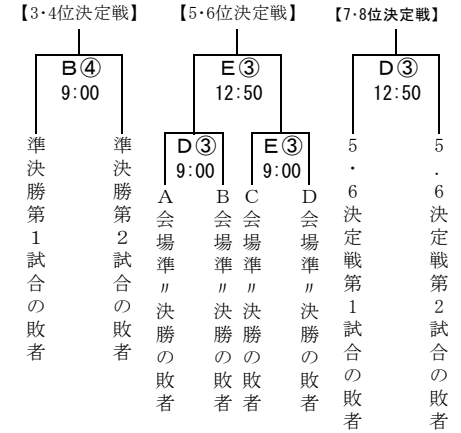 【3・4位決定戦】
【5・6位決定戦】
【7・8位決定戦】
B④
9:00
E③
12:50
D③
12:50
D③
9:00
E③
9:00
準決勝第1試合の敗者
準決勝第2試合の敗者
A会場準〃決勝の敗者
B会場準〃決勝の敗者
C会場準〃決勝の敗者
D会場準〃決勝の敗者
5・6決定戦第1試合の敗者
5.6決定戦第2試合の敗者